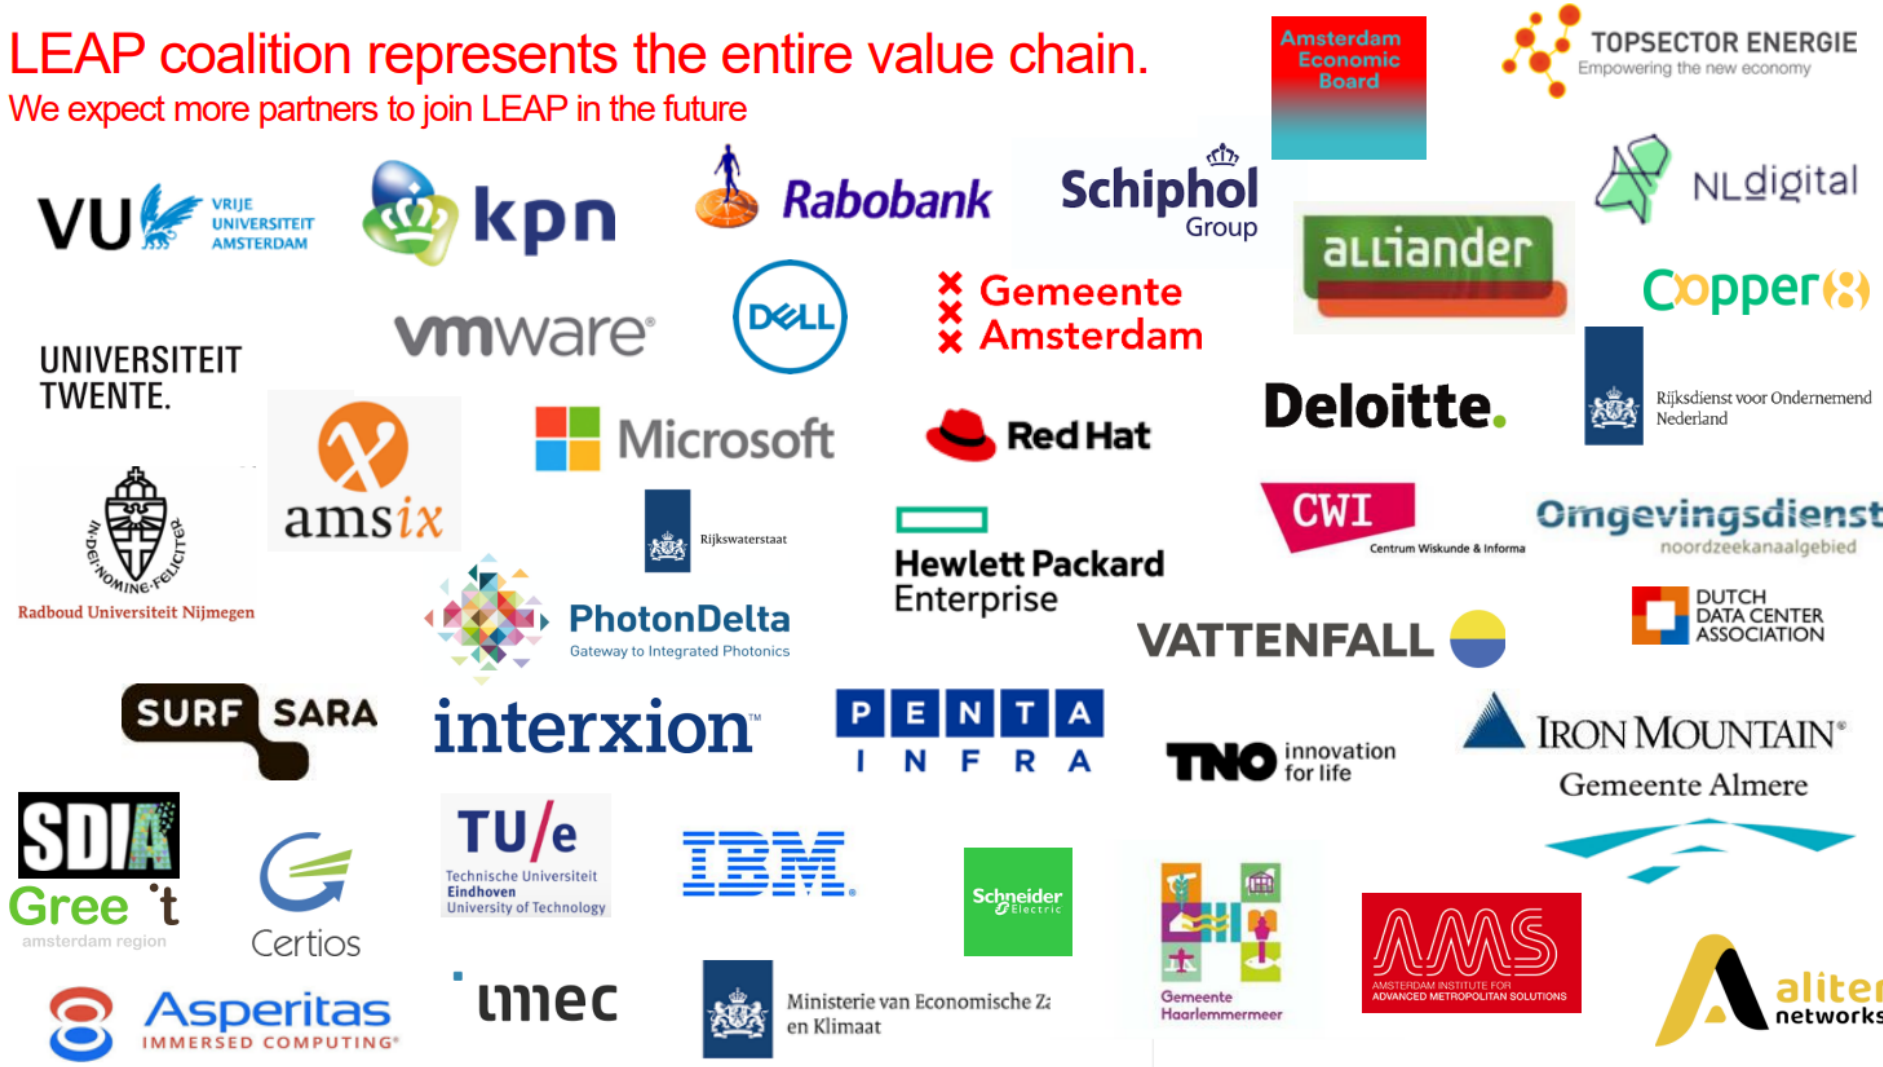 LEAP coalition represents the entire value chain.
We expect more partners to join LEAP in the future
Amsterdam
Economic
Board
TOPSECTOR ENERGIE
Empowering the new economy
VU
VRIJE
UNIVERSITEIT
AMSTERDAM
kpn
Rabobank
Schiphol
Group
alliander
NLdigital
vmware®
DELL
Gemeente
Amsterdam
Copper8
UNIVERSITEIT
TWENTE.
amsix
Microsoft
Red Hat
Deloitte.
Rijksdienst voor Ondernemend
Nederland
IN·DEI·NOMINE·FELICITER
Radboud Universiteit Nijmegen
Rijkswaterstaat
Hewlett Packard
Enterprise
CWI
Centrum Wiskunde & Informa
Omgevingsdienst
noordzeekanaalgebied
PhotonDelta
Gateway to Integrated Photonics
VATTENFALL
DUTCH
DATA CENTER
ASSOCIATION
SURF SARA
interxion™
PENTA
INFRA
TNO innovation
for life
IRON MOUNTAIN®
Gemeente Almere
SDIA
Gree 't
amsterdam region
Certios
TU/e
Technische Universiteit
Eindhoven
University of Technology
IBM®
Schneider
Electric
Gemeente
Haarlemmermeer
AMS
AMSTERDAM INSTITUTE FOR
ADVANCED METROPOLITAN SOLUTIONS
Asperitas
IMMERSED COMPUTING®
imec
Ministerie van Economische Za
en Klimaat
aliter
networks